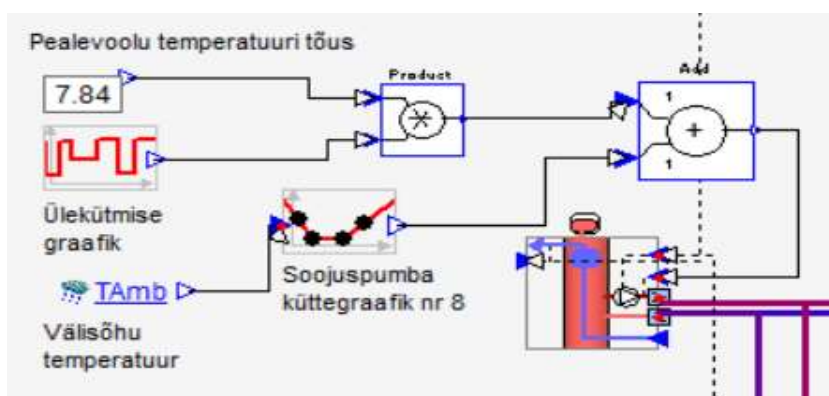 Pealevoolu temperatuuri tõus
7.84
Product
Add
1
1
Ülekütmise
graafik
Soojuspumba
küttegraafik nr 8
TAmb
Välisõhu
temperatuur